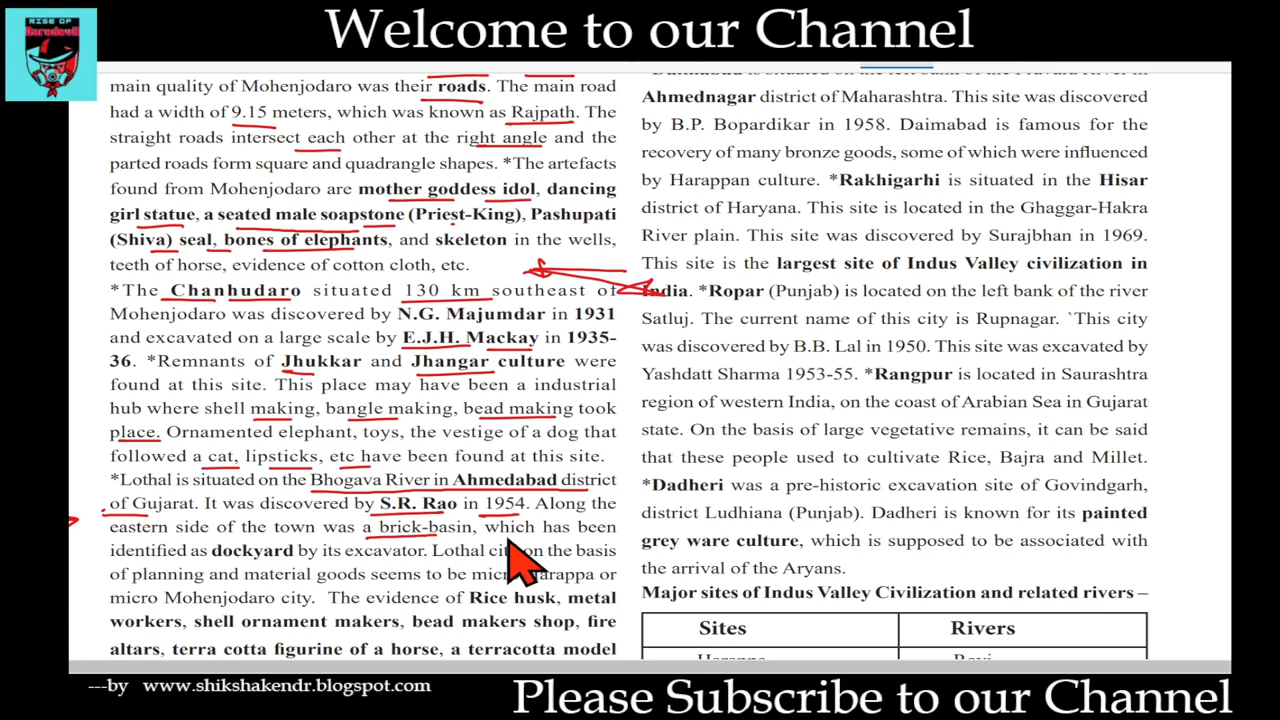 RISE OF
Daredevil
Welcome to our Channel
main quality of Mohenjodaro was their roads. The main road
had a width of 9.15 meters, which was known as Rajpath. The
straight roads intersect each other at the right angle and the
parted roads form square and quadrangle shapes. *The artefacts
found from Mohenjodaro are mother goddess idol, dancing
girl statue, a seated male soapstone (Priest-King), Pashupati
(Shiva) seal, bones of elephants, and skeleton in the wells,
teeth of horse, evidence of cotton cloth, etc.
*The Chanhudaro situated 130 km southeast of
Mohenjodaro was discovered by N.G. Majumdar in 1931
and excavated on a large scale by E.J.H. Mackay in 1935-
36. *Remnants of Jhukkar and Jhangar culture were
found at this site. This place may have been a industrial
hub where shell making, bangle making, bead making took
place. Ornamented elephant, toys, the vestige of a dog that
followed a cat, lipsticks, etc have been found at this site.
*Lothal is situated on the Bhogava River in Ahmedabad district
of Gujarat. It was discovered by S.R. Rao in 1954. Along the
eastern side of the town was a brick-basin, which has been
identified as dockyard by its excavator. Lothal city on the basis
of planning and material goods seems to be micro Harappa or
micro Mohenjodaro city. The evidence of Rice husk, metal
workers, shell ornament makers, bead makers shop, fire
altars, terra cotta figurine of a horse, a terracotta model
Ahmednagar district of Maharashtra. This site was discovered
by B.P. Bopardikar in 1958. Daimabad is famous for the
recovery of many bronze goods, some of which were influenced
by Harappan culture. *Rakhigarhi is situated in the Hisar
district of Haryana. This site is located in the Ghaggar-Hakra
River plain. This site was discovered by Surajbhan in 1969.
This site is the largest site of Indus Valley civilization in
India. *Ropar (Punjab) is located on the left bank of the river
Satluj. The current name of this city is Rupnagar. `This city
was discovered by B.B. Lal in 1950. This site was excavated by
Yashdatt Sharma 1953-55. *Rangpur is located in Saurashtra
region of western India, on the coast of Arabian Sea in Gujarat
state. On the basis of large vegetative remains, it can be said
that these people used to cultivate Rice, Bajra and Millet.
*Dadheri was a pre-historic excavation site of Govindgarh,
district Ludhiana (Punjab). Dadheri is known for its painted
grey ware culture, which is supposed to be associated with
the arrival of the Aryans.
Major sites of Indus Valley Civilization and related rivers –
Sites Rivers
---by www.shikshakendr.blogspot.com
Please Subscribe to our Channel